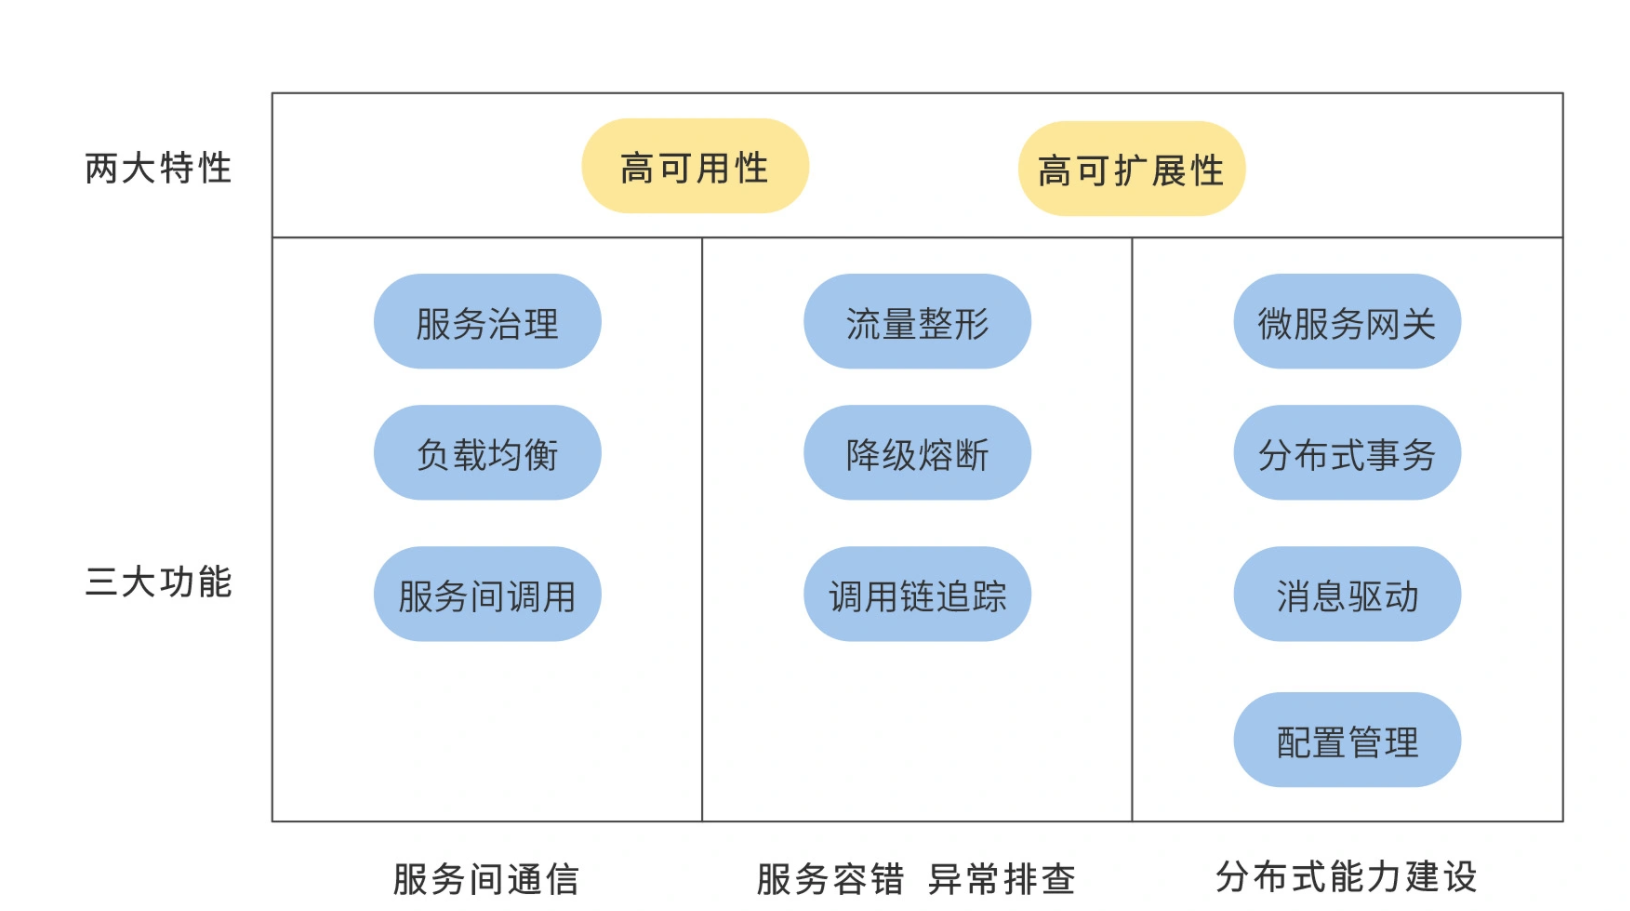 两大特性
高可用性
高可扩展性
服务治理
流量整形
微服务网关
负载均衡
降级熔断
分布式事务
三大功能
服务间调用
调用链追踪
消息驱动
配置管理
服务间通信
服务容错 异常排查
分布式能力建设